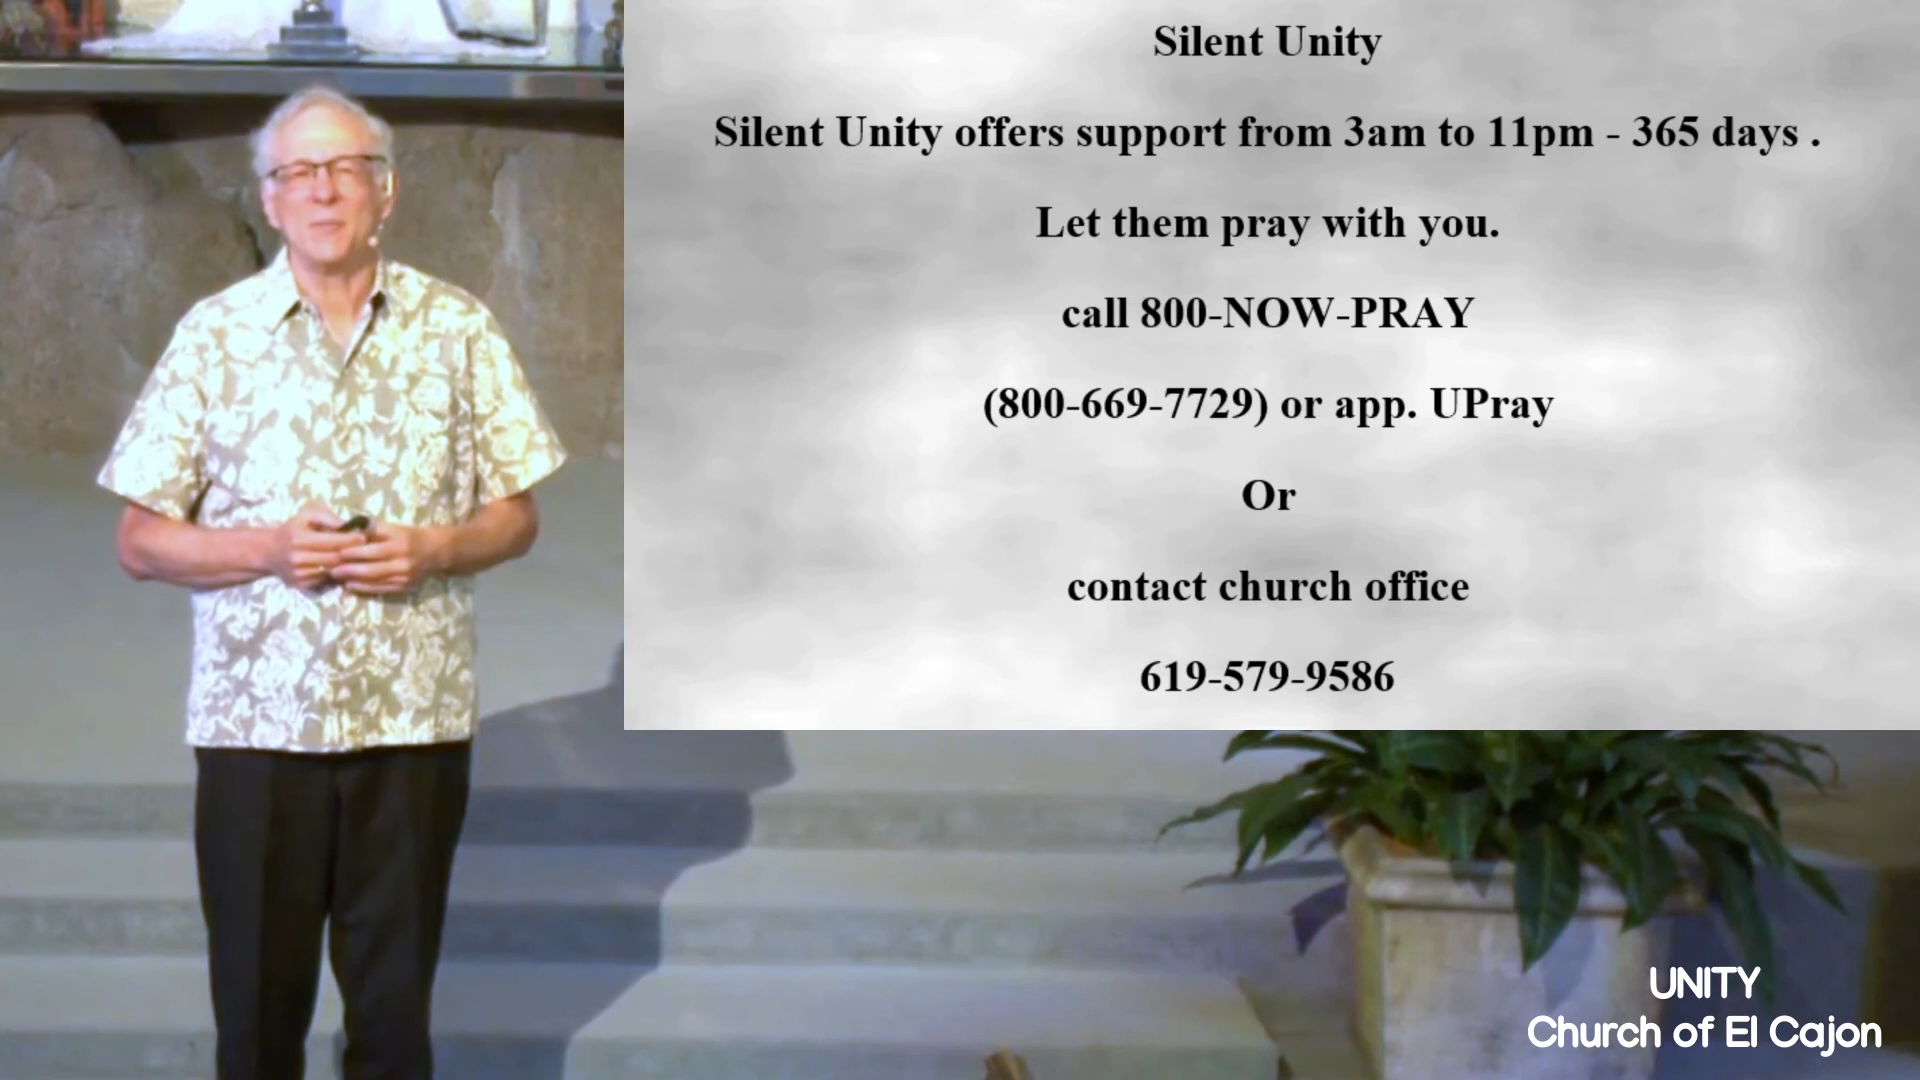 Silent Unity
Silent Unity offers support from 3am to 11pm - 365 days .
Let them pray with you.
call 800-NOW-PRAY
(800-669-7729) or app. UPray
Or
contact church office
619-579-9586
UNITY
Church of El Cajon